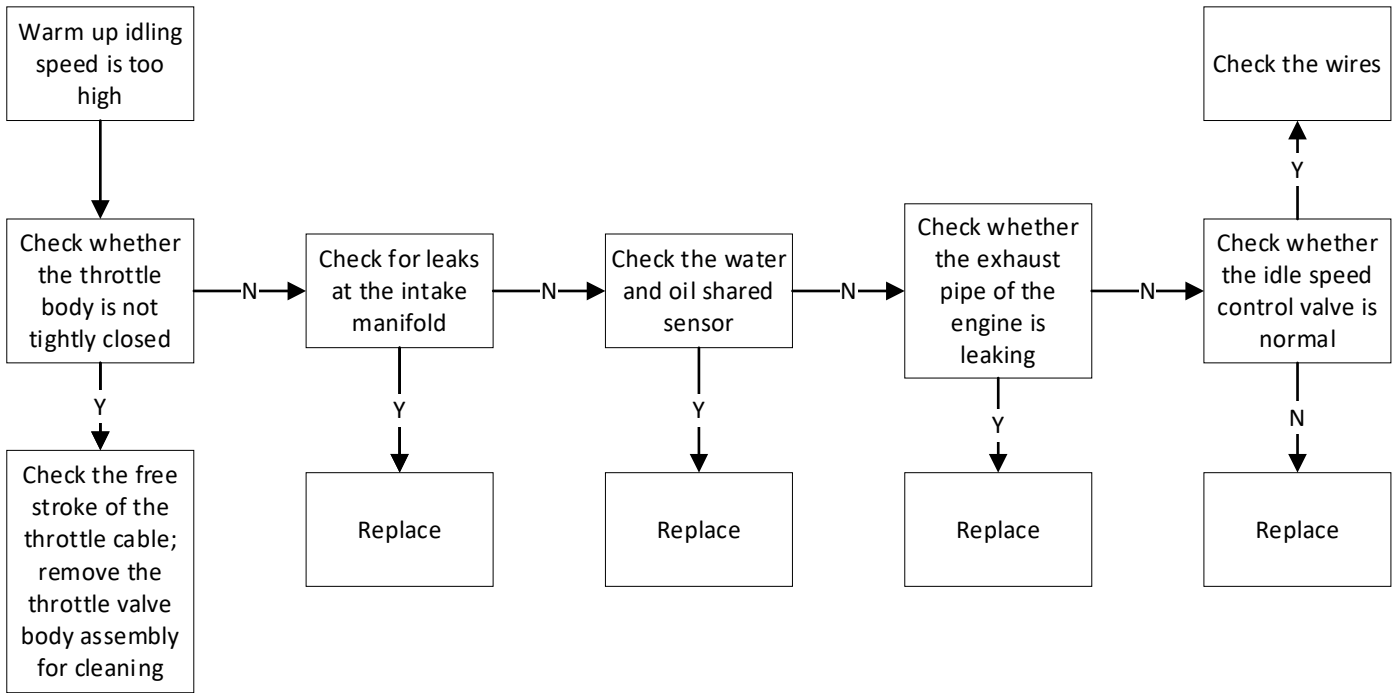 Warm up idling
speed is too
high
Check the wires
Y
Check whether
the throttle
body is not
tightly closed
N
Check for leaks
at the intake
manifold
N
Check the water
and oil shared
sensor
N
Check whether
the exhaust
pipe of the
engine is
leaking
N
Check whether
the idle speed
control valve is
normal
Y
Y
Y
Y
N
Check the free
stroke of the
throttle cable;
remove the
throttle valve
body assembly
for cleaning
Replace
Replace
Replace
Replace